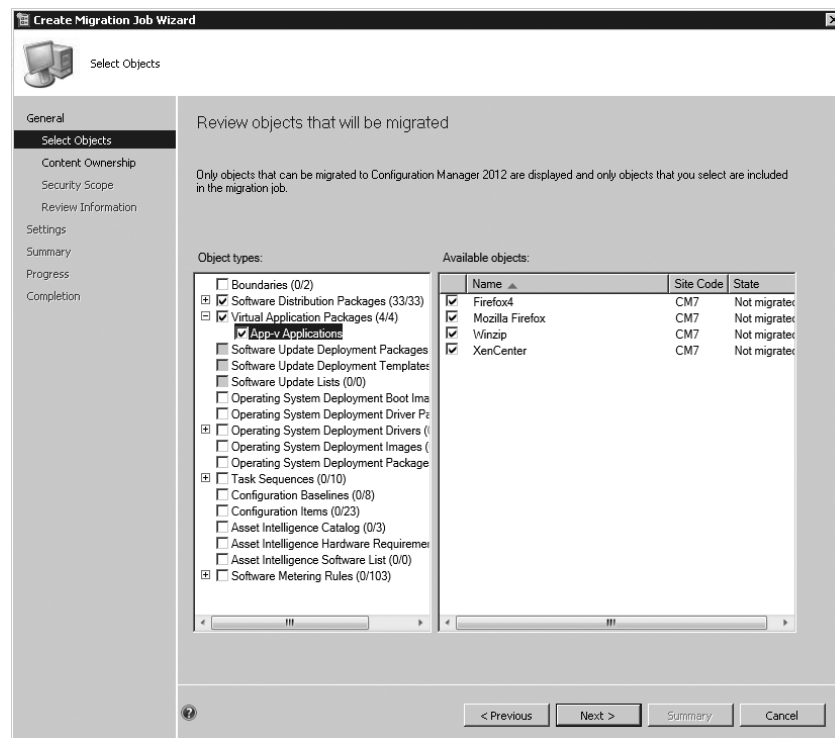 Create Migration Job Wizard
Select Objects
General
Select Objects
Content Ownership
Security Scope
Review Information
Settings
Summary
Progress
Completion
Review objects that will be migrated
Only objects that can be migrated to Configuration Manager 2012 are displayed and only objects that you select are included
in the migration job.
Object types:
Boundaries (0/2)
Software Distribution Packages (33/33)
Virtual Application Packages (4/4)
App-v Applications
Software Update Deployment Packages
Software Update Deployment Templates
Software Update Lists (0/0)
Operating System Deployment Boot Ima
Operating System Deployment Driver Pa
Operating System Deployment Drivers (
Operating System Deployment Images (
Operating System Deployment Package
Task Sequences (0/10)
Configuration Baselines (0/8)
Configuration Items (0/23)
Asset Intelligence Catalog (0/3)
Asset Intelligence Hardware Requiremer
Asset Intelligence Software List (0/0)
Software Metering Rules (0/103)
Available objects:
Name Site Code State
Firefox4 CM7 Not migrated
Mozilla Firefox CM7 Not migrated
Winzip CM7 Not migrated
XenCenter CM7 Not migrated
< Previous Next > Summary Cancel